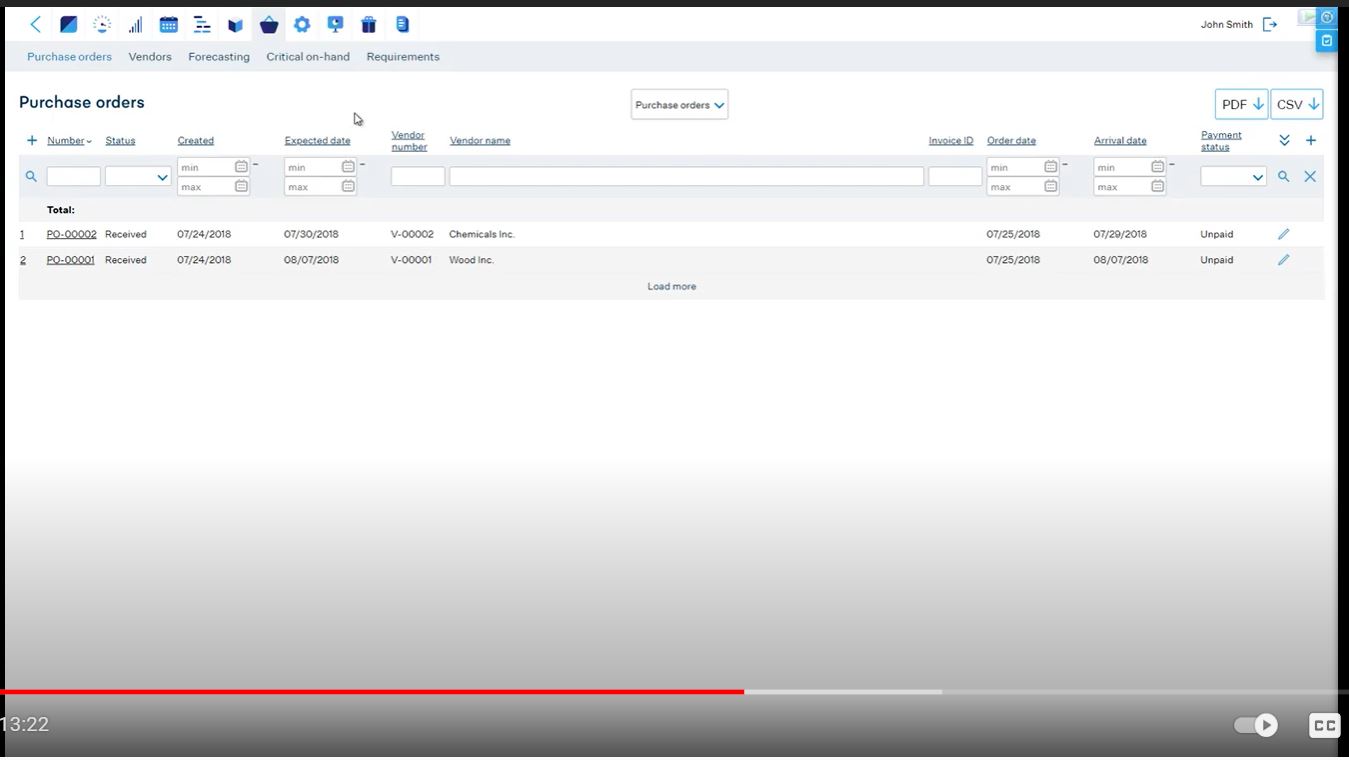 John Smith
Purchase orders Vendors Forecasting Critical on-hand Requirements
Purchase orders
Purchase orders
PDF CSV
Number Status Created Expected date Vendor number Vendor name Invoice ID Order date Arrival date Payment status
min min min min
max max max max
Total:
1 PO-00002 Received 07/24/2018 07/30/2018 V-00002 Chemicals Inc. 07/25/2018 07/29/2018 Unpaid
2 PO-00001 Received 07/24/2018 08/07/2018 V-00001 Wood Inc. 07/25/2018 08/07/2018 Unpaid
Load more
13:22
CC